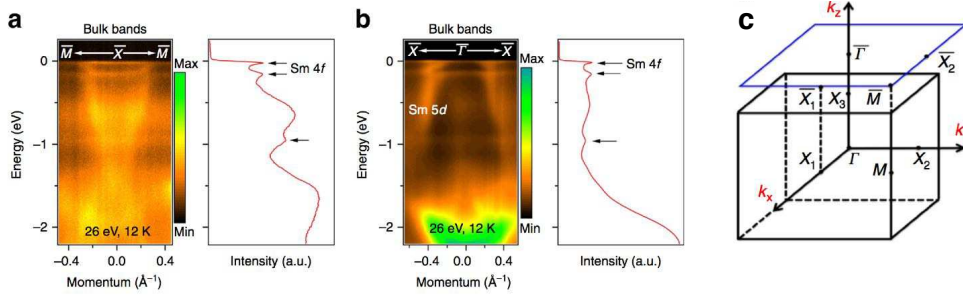 a
Bulk bands
M̅ ← X̅ → M̅
0
−1
−2
Energy (eV)
Max
Min
26 eV, 12 K
−0.4 0.0 0.4
Momentum (Å⁻¹)
Sm 4f
Intensity (a.u.)
b
Bulk bands
X̅ ← Γ̅ → X̅
0
−1
−2
Energy (eV)
Sm 5d
Max
Min
26 eV, 12 K
−0.4 0.0 0.4
Momentum (Å⁻¹)
Sm 4f
Intensity (a.u.)
c
k_z
Γ̅
X̅₂
X̅₁ X₃ M̅
k
X₁ Γ M X₂
k_x